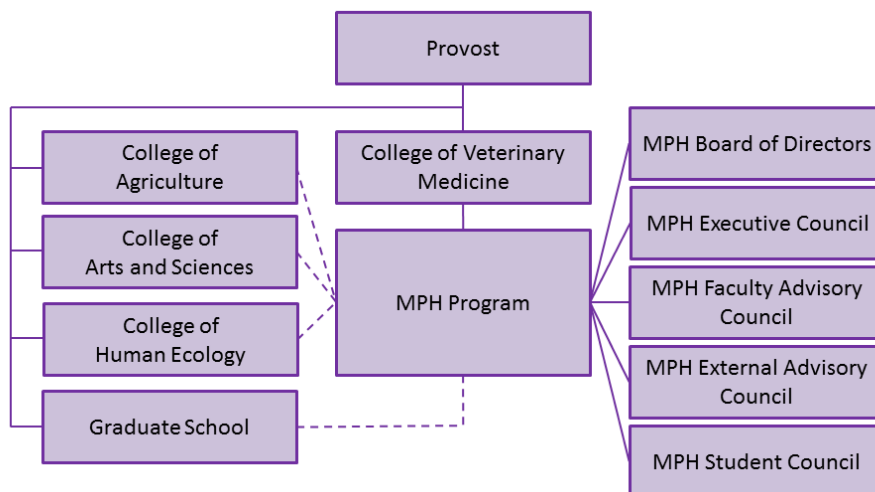 Provost
College of
Agriculture
College of Veterinary
Medicine
MPH Board of Directors
College of
Arts and Sciences
MPH Program
MPH Executive Council
College of
Human Ecology
MPH Faculty Advisory
Council
Graduate School
MPH External Advisory
Council
MPH Student Council